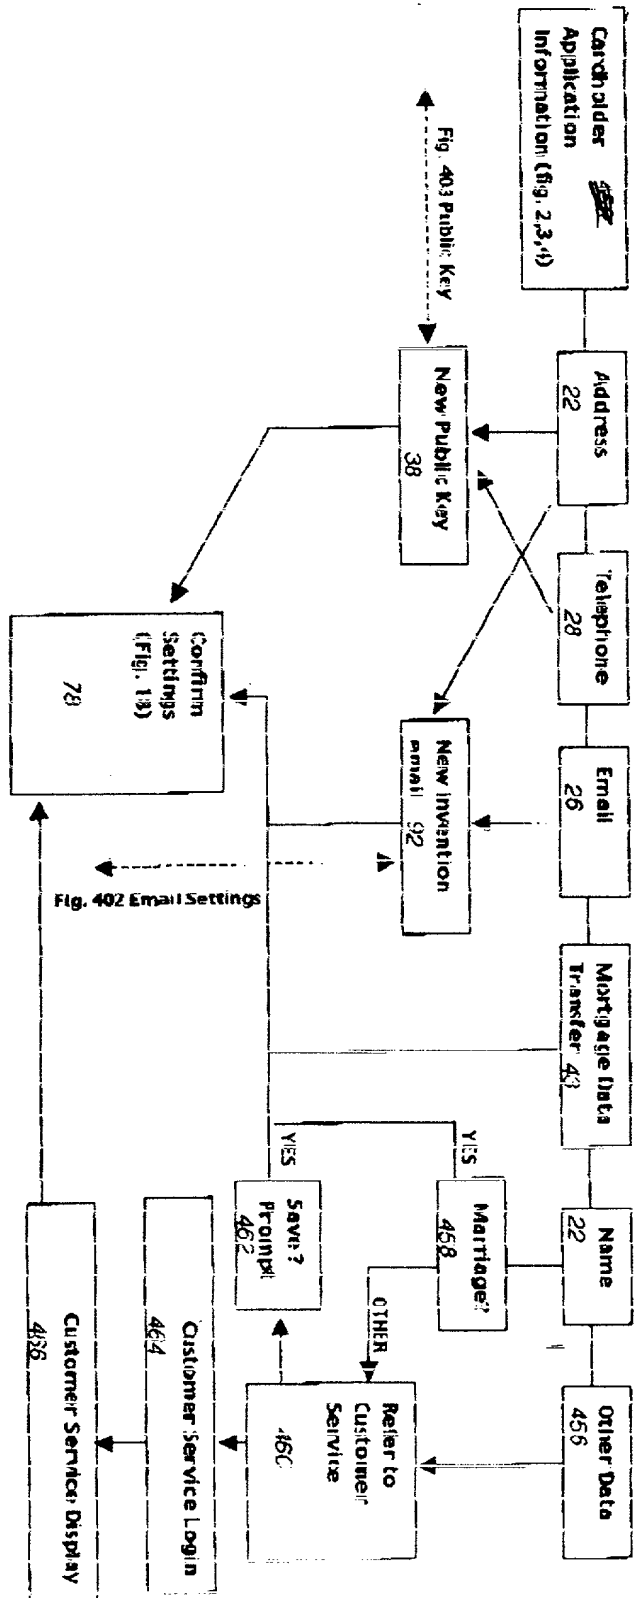 Cardholder
Application
Information (fig. 2,3,4)
Address
22
Telephone
28
Email
26
Mortgage Data
Transfer 43
Name
22
Other Data
456
Fig. 403 Public Key
New Public Key
38
New Invention
email 92
Marriage?
458
YES
OTHER
Refer to
Customer
Service
460
Save?
Prompt
462
YES
Fig. 402 Email Settings
Confirm
Settings
(Fig. 18)
78
Customer Service Login
464
Customer Service Display
466